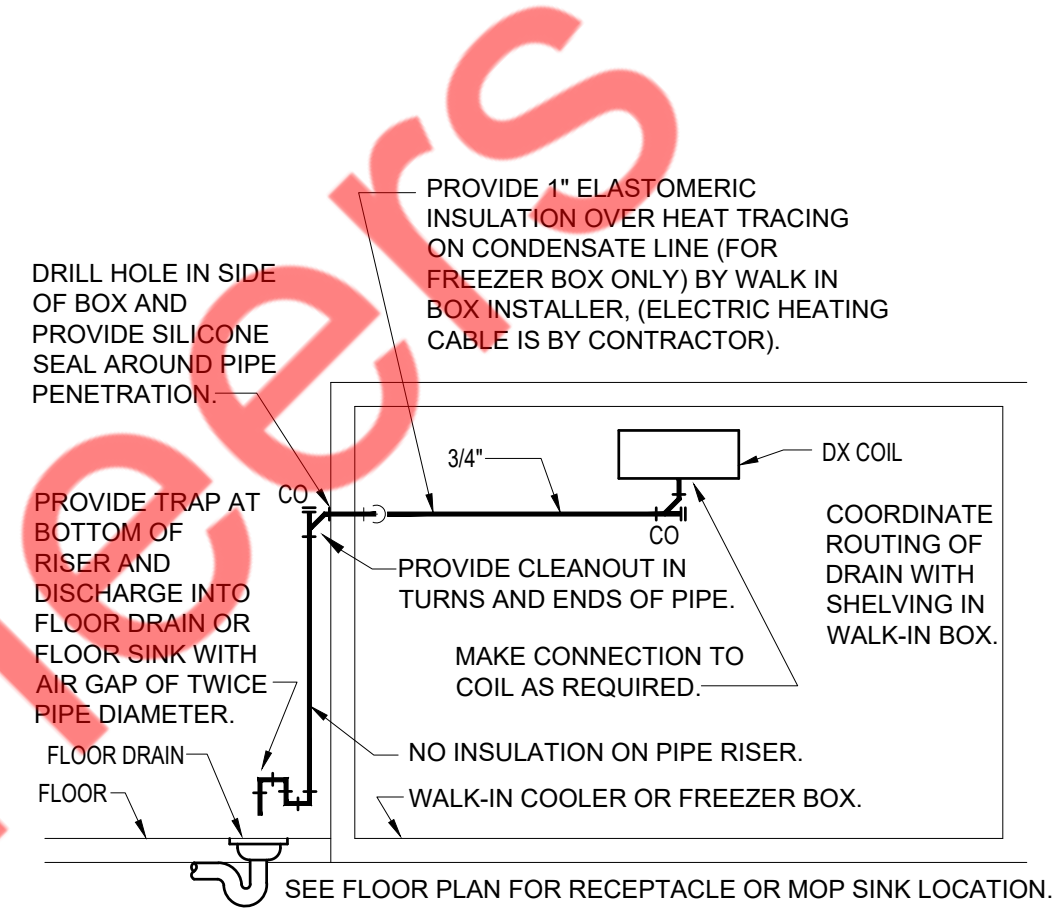 PROVIDE 1" ELASTOMERIC
INSULATION OVER HEAT TRACING
ON CONDENSATE LINE (FOR
FREEZER BOX ONLY) BY WALK IN
BOX INSTALLER, (ELECTRIC HEATING
CABLE IS BY CONTRACTOR).
DRILL HOLE IN SIDE
OF BOX AND
PROVIDE SILICONE
SEAL AROUND PIPE
PENETRATION.
3/4"
DX COIL
PROVIDE TRAP AT
BOTTOM OF
RISER AND
DISCHARGE INTO
FLOOR DRAIN OR
FLOOR SINK WITH
AIR GAP OF TWICE
PIPE DIAMETER.
CO
CO
COORDINATE
ROUTING OF
DRAIN WITH
SHELVING IN
WALK-IN BOX.
PROVIDE CLEANOUT IN
TURNS AND ENDS OF PIPE.
MAKE CONNECTION TO
COIL AS REQUIRED.
FLOOR DRAIN
NO INSULATION ON PIPE RISER.
FLOOR
WALK-IN COOLER OR FREEZER BOX.
SEE FLOOR PLAN FOR RECEPTACLE OR MOP SINK LOCATION.
eers